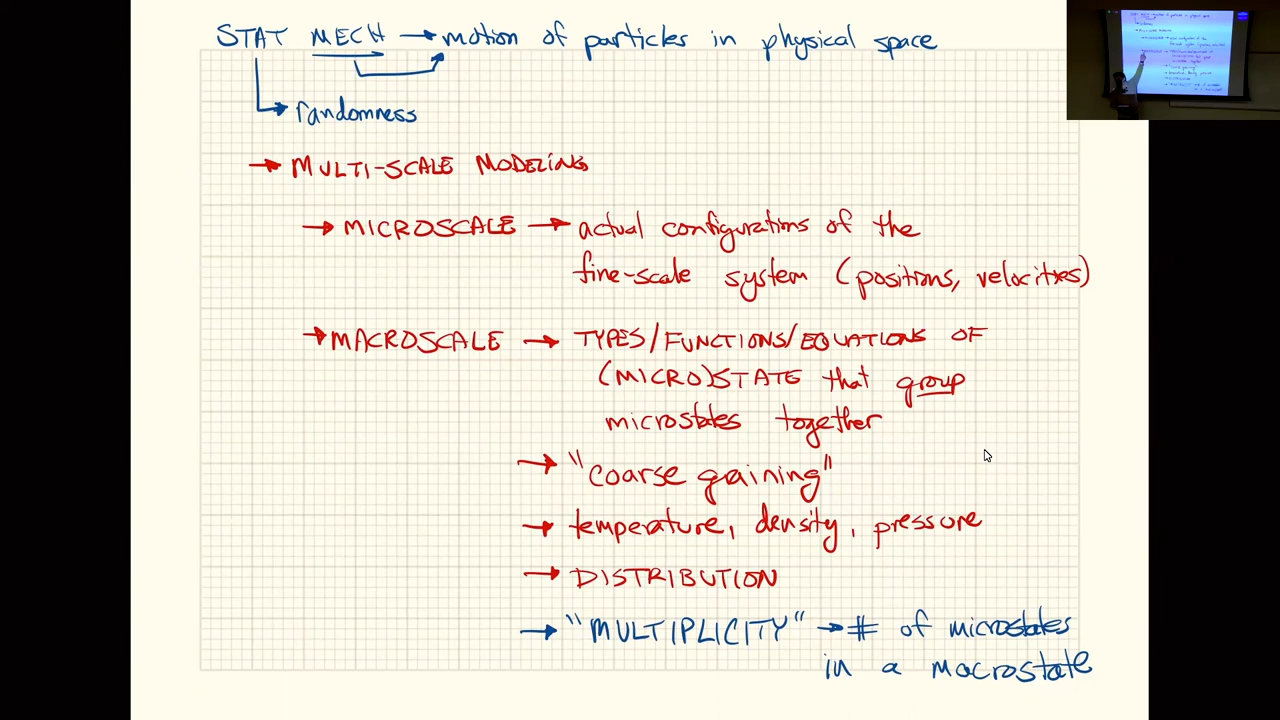 STAT MECH → motion of particles in physical space
→ randomness
→ MULTI-SCALE MODELING
→ MICROSCALE → actual configurations of the
fine-scale system (positions, velocities)
→ MACROSCALE → TYPES/FUNCTIONS/EQUATIONS OF
(MICRO)STATE that group
microstates together
→ "coarse graining"
→ temperature, density, pressure
→ DISTRIBUTION
→ "MULTIPLICITY" → # of microstates
in a macrostate